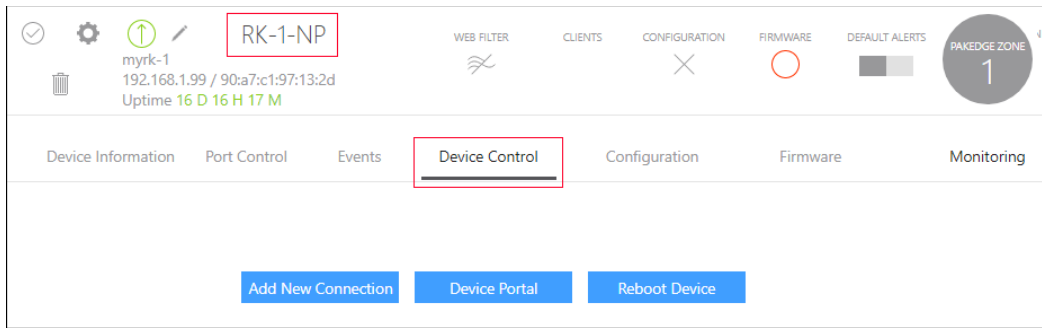 RK-1-NP
myrk-1
192.168.1.99 / 90:a7:c1:97:13:2d
Uptime 16 D 16 H 17 M
WEB FILTER
CLIENTS
CONFIGURATION
FIRMWARE
DEFAULT ALERTS
PAKEDGE ZONE
1
Device Information
Port Control
Events
Device Control
Configuration
Firmware
Monitoring
Add New Connection
Device Portal
Reboot Device